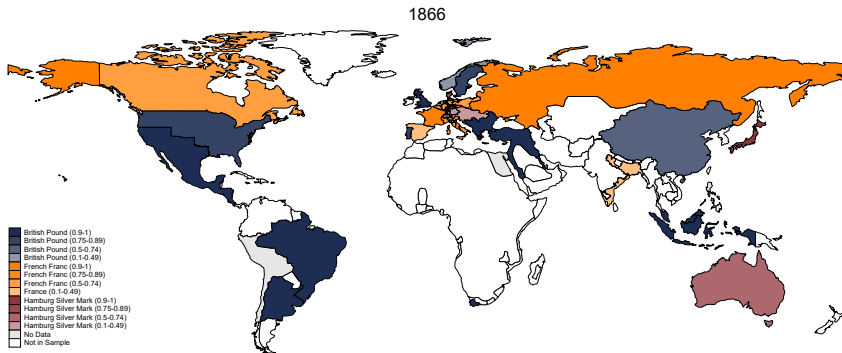 1866
British Pound (0.9-1)
British Pound (0.75-0.89)
British Pound (0.5-0.74)
British Pound (0.1-0.49)
French Franc (0.9-1)
French Franc (0.75-0.89)
French Franc (0.5-0.74)
France (0.1-0.49)
Hamburg Silver Mark (0.9-1)
Hamburg Silver Mark (0.75-0.89)
Hamburg Silver Mark (0.5-0.74)
Hamburg Silver Mark (0.1-0.49)
No Data
Not in Sample